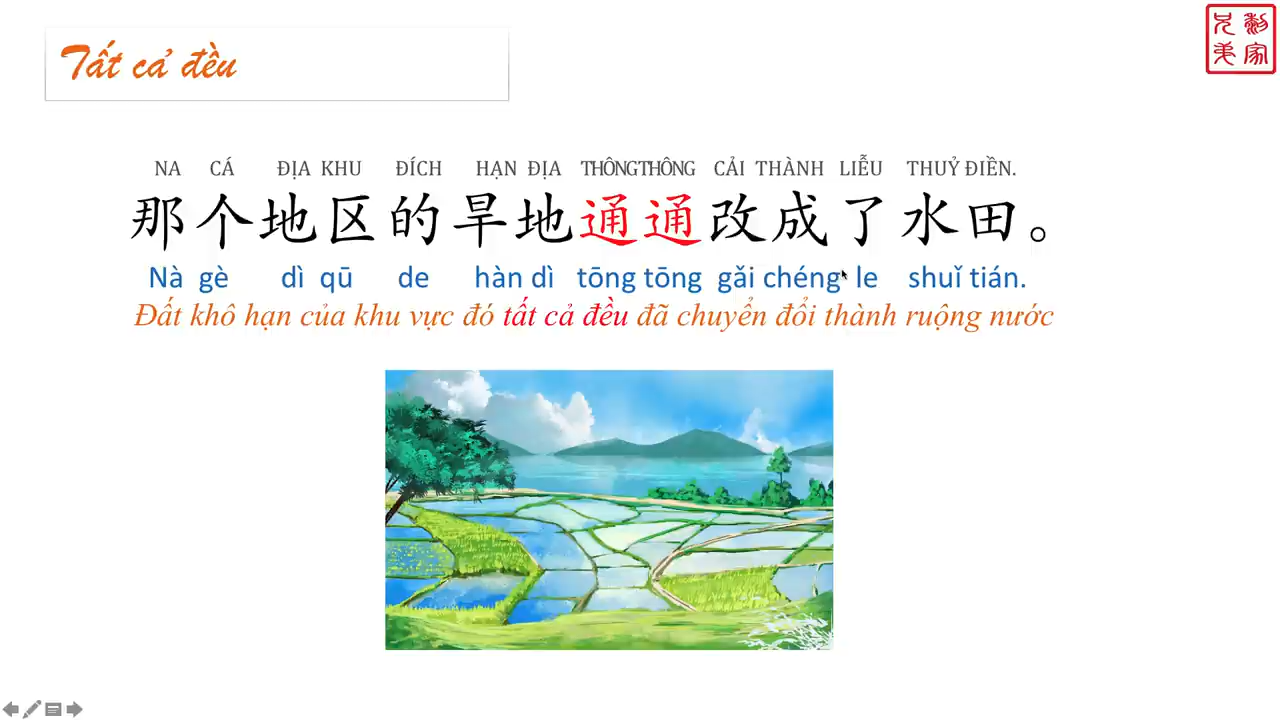 Tất cả đều
NA CÁ ĐỊA KHU ĐÍCH HẠN ĐỊA THÔNG THÔNG CẢI THÀNH LIỄU THUỶ ĐIỀN.
那个地区的旱地通通改成了水田。
Nà gè dì qū de hàn dì tōng tōng gǎi chéng le shuǐ tián.
Đất khô hạn của khu vực đó tất cả đều đã chuyển đổi thành ruộng nước